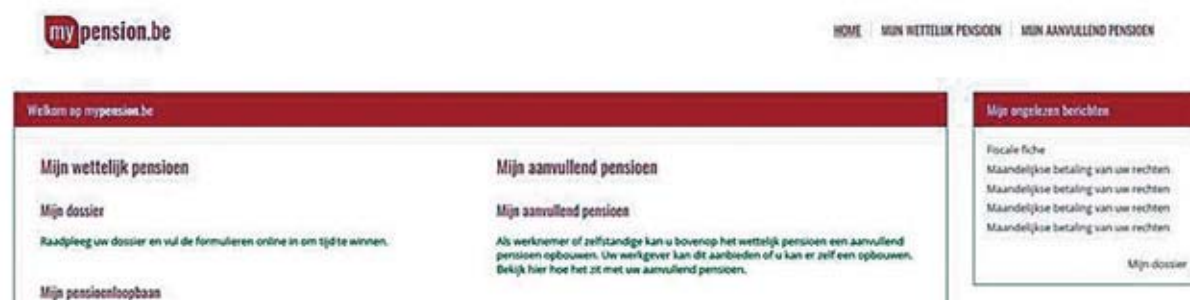 mypension.be
HOME MIJN WETTELIJK PENSIOEN MIJN AANVULLEND PENSIOEN
Welkom op mypension.be
Mijn wettelijk pensioen
Mijn dossier
Raadpleeg uw dossier en vul de formulieren online in om tijd te winnen.
Mijn pensioenloopbaan
Mijn aanvullend pensioen
Mijn aanvullend pensioen
Als werknemer of zelfstandige kan u bovenop het wettelijk pensioen een aanvullend
pensioen opbouwen. Uw werkgever kan dit aanbieden of u kan er zelf een opbouwen.
Bekijk hier hoe het zit met uw aanvullend pensioen.
Mijn ongelezen berichten
Fiscale fiche
Maandelijkse betaling van uw rechten
Maandelijkse betaling van uw rechten
Maandelijkse betaling van uw rechten
Maandelijkse betaling van uw rechten
Mijn dossier